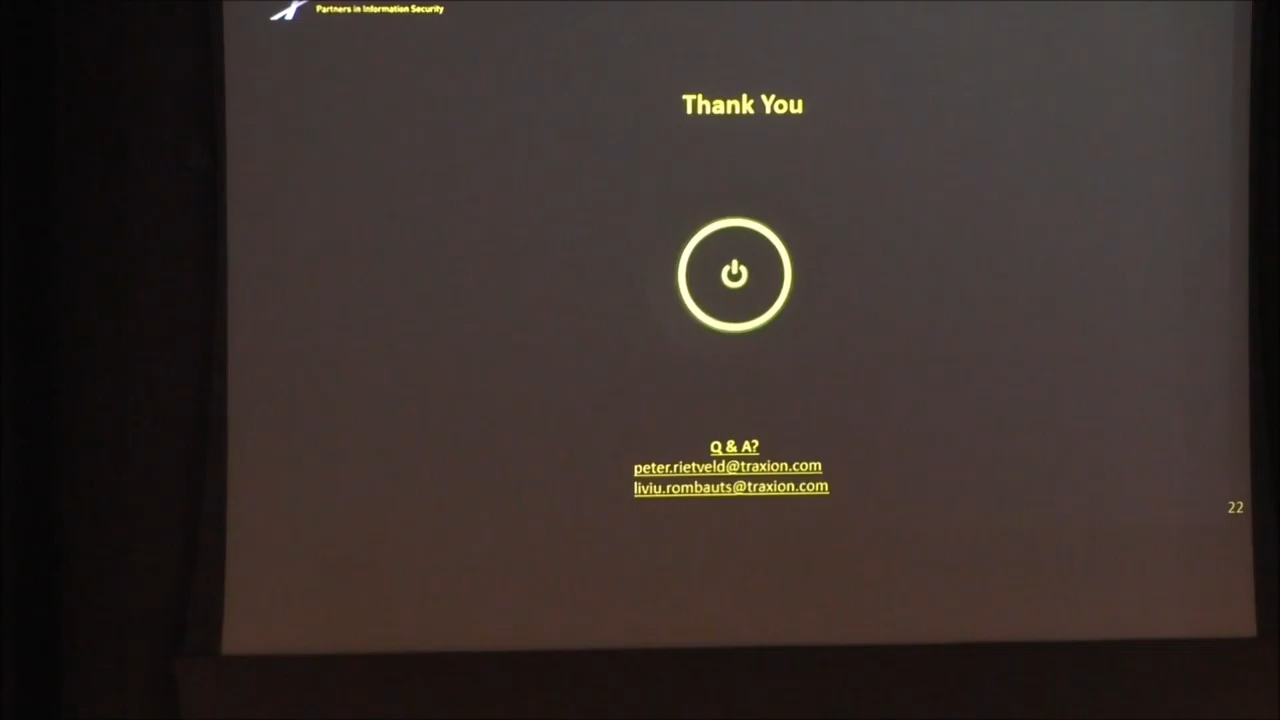 Partners in Information Security
Thank You
Q & A?
peter.rietveld@traxion.com
liviu.rombauts@traxion.com
22